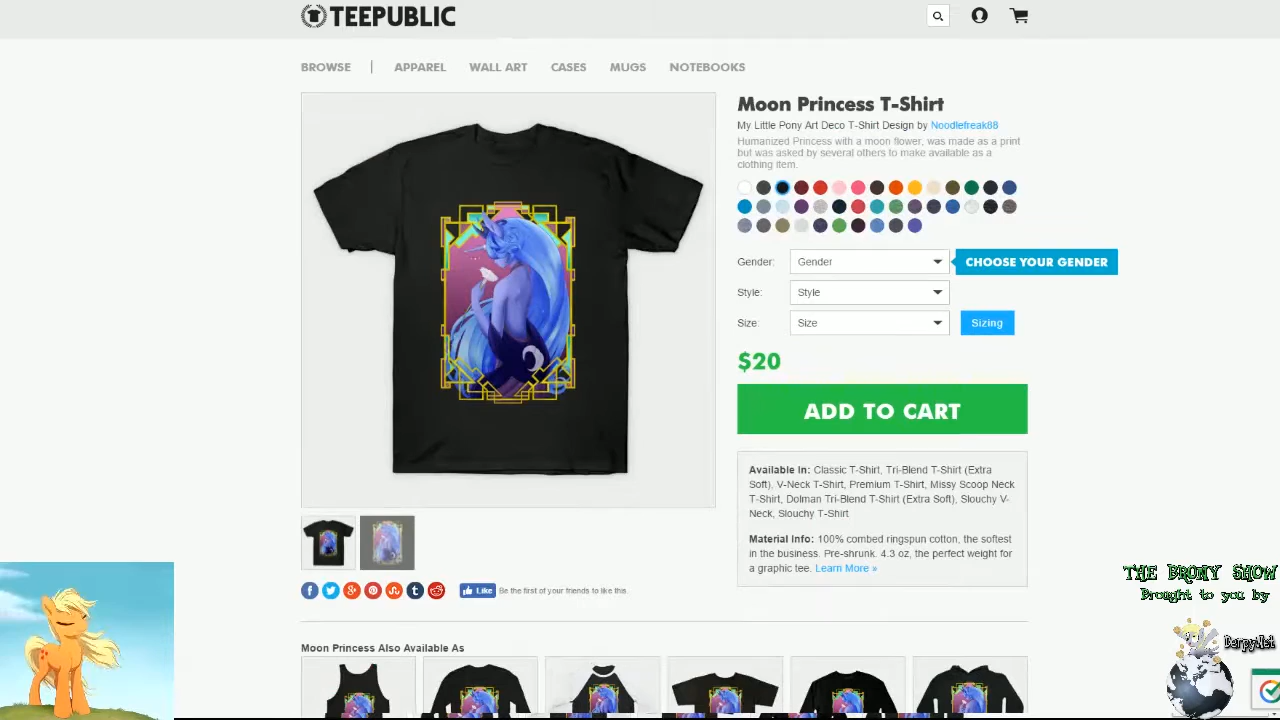 TEEPUBLIC
BROWSE | APPAREL WALL ART CASES MUGS NOTEBOOKS
Moon Princess T-Shirt
My Little Pony Art Deco T-Shirt Design by Noodlefreak88
Humanized Princess with a moon flower, was made as a print
but was asked by several others to make available as a
clothing item.
Gender: Gender CHOOSE YOUR GENDER
Style: Style
Size: Size Sizing
$20
ADD TO CART
Available In: Classic T-Shirt, Tri-Blend T-Shirt (Extra
Soft), V-Neck T-Shirt, Premium T-Shirt, Missy Scoop Neck
T-Shirt, Dolman Tri-Blend T-Shirt (Extra Soft), Slouchy V-
Neck, Slouchy T-Shirt
Material Info: 100% combed ringspun cotton, the softest
in the business. Pre-shrunk. 4.3 oz, the perfect weight for
a graphic tee. Learn More »
Like Be the first of your friends to like this.
Moon Princess Also Available As
THE BRONY SHOW
Brought to you by